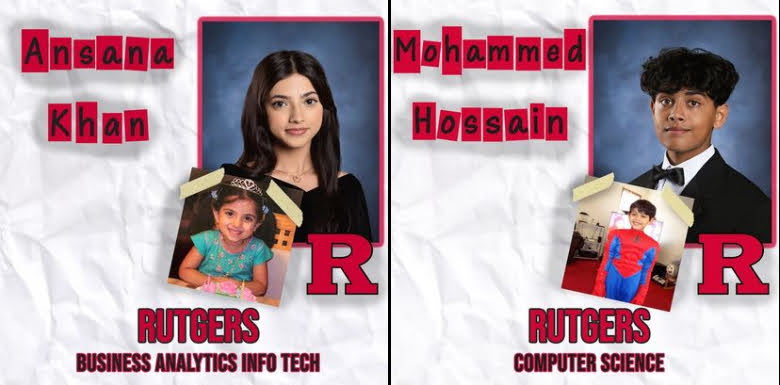 Ansana
Khan
R
RUTGERS
BUSINESS ANALYTICS INFO TECH
Mohammed
Hossain
R
RUTGERS
COMPUTER SCIENCE